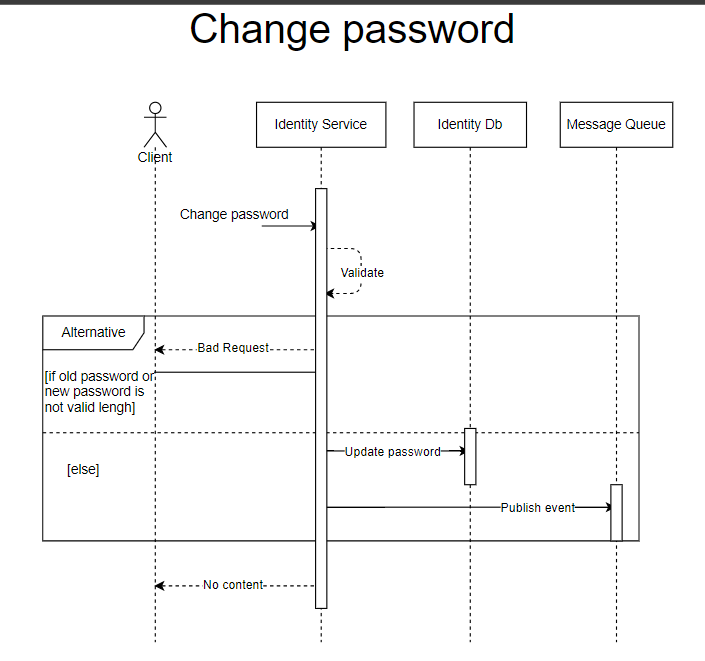 Change password
Client
Identity Service
Identity Db
Message Queue
Change password
Validate
Alternative
Bad Request
[if old password or
new password is
not valid lengh]
Update password
[else]
Publish event
No content